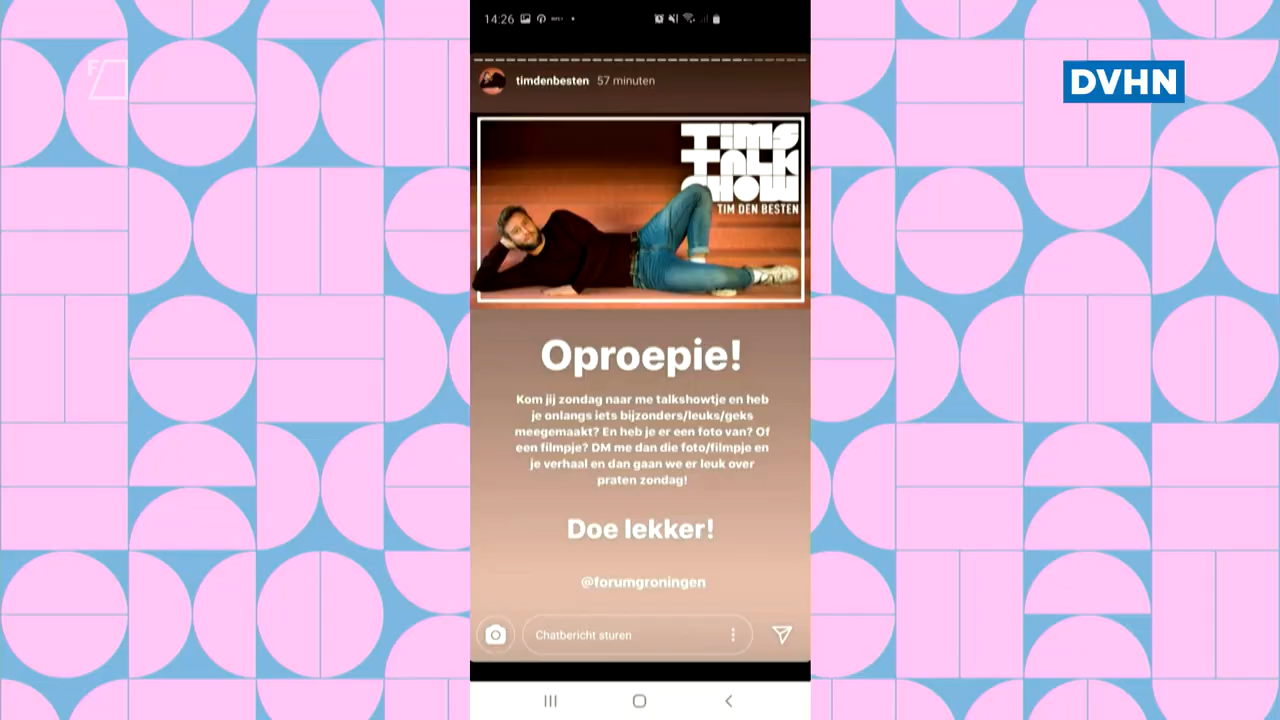 14:26
F
DVHN
timdenbesten 57 minuten
TiMS
TALK
SHOW
TIM DEN BESTEN
Oproepie!
Kom jij zondag naar me talkshowtje en heb
je onlangs iets bijzonders/leuks/geks
meegemaakt? En heb je er een foto van? Of
een filmpje? DM me dan die foto/filmpje en
je verhaal en dan gaan we er leuk over
praten zondag!
Doe lekker!
@forumgroningen
Chatbericht sturen